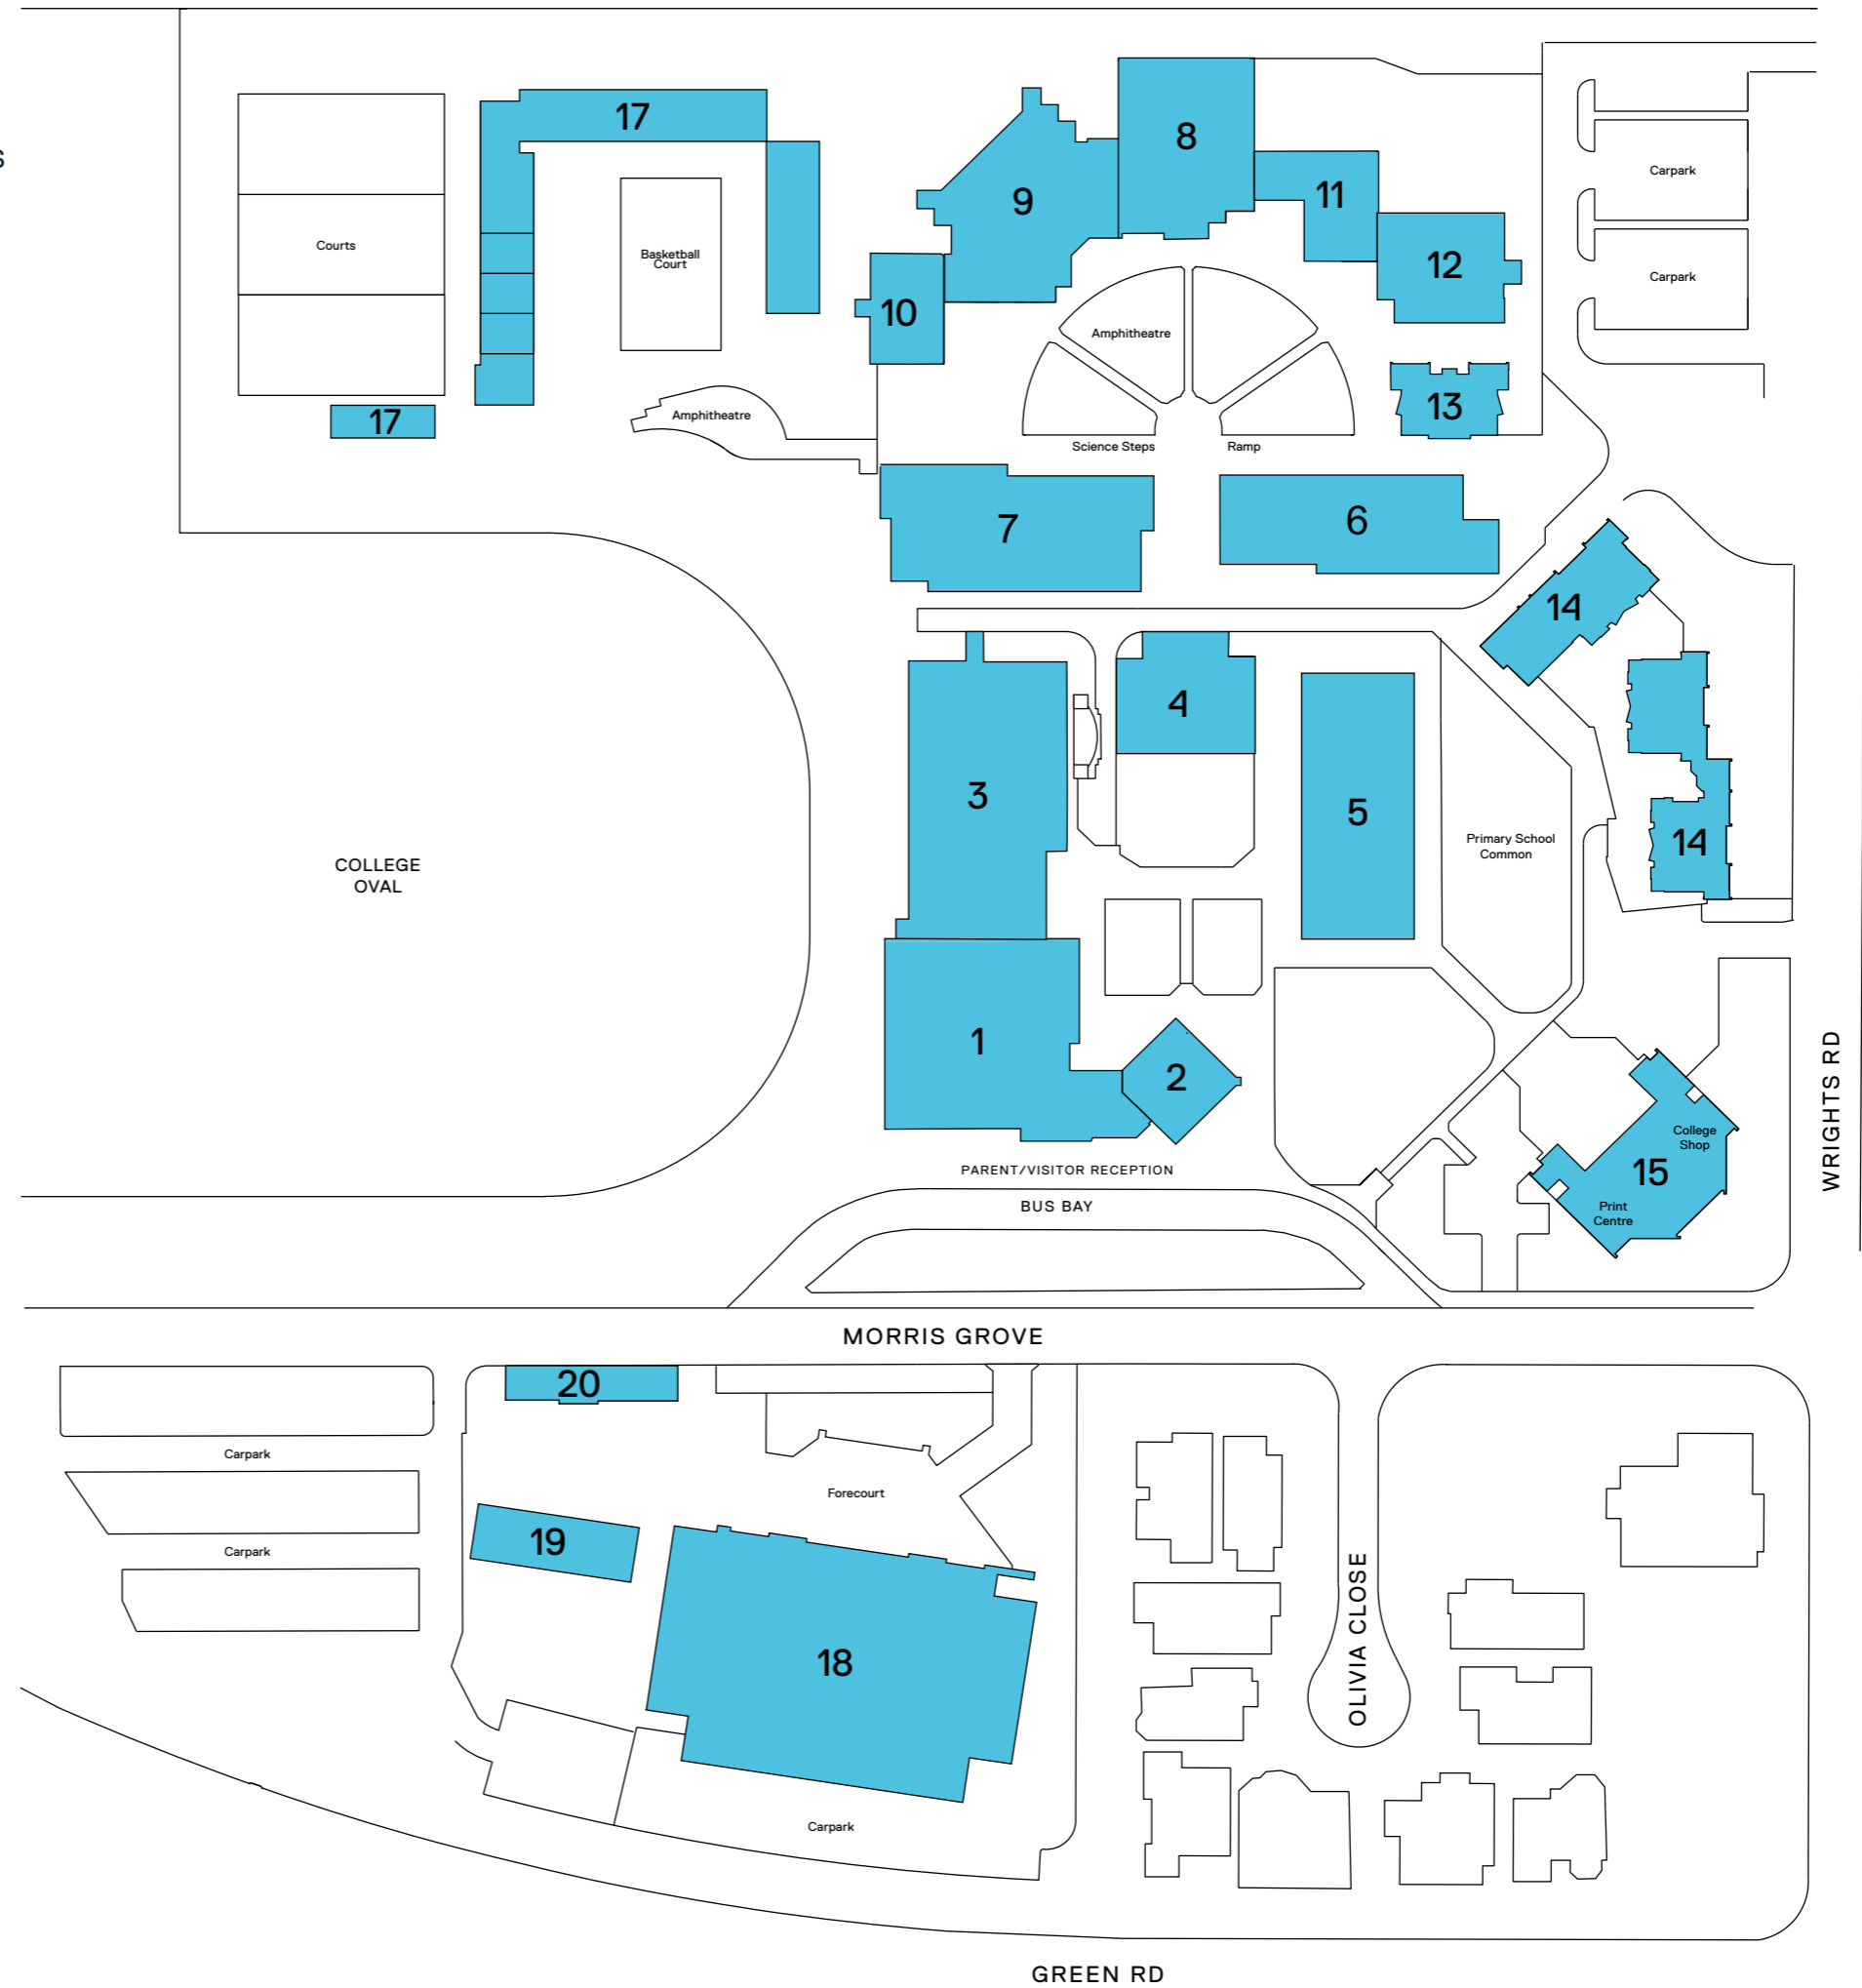 17
8
S
Carpark
11
9
Courts
Basketball
Court
12
Carpark
10
Amphitheatre
13
Amphitheatre
17
Science Steps
Ramp
7
6
14
4
3
5
Primary School
Common
14
COLLEGE
OVAL
1
2
College
Shop
WRIGHTS RD
PARENT/VISITOR RECEPTION
15
BUS BAY
Print
Centre
MORRIS GROVE
20
Carpark
Forecourt
19
Carpark
OLIVIA CLOSE
18
Carpark
GREEN RD